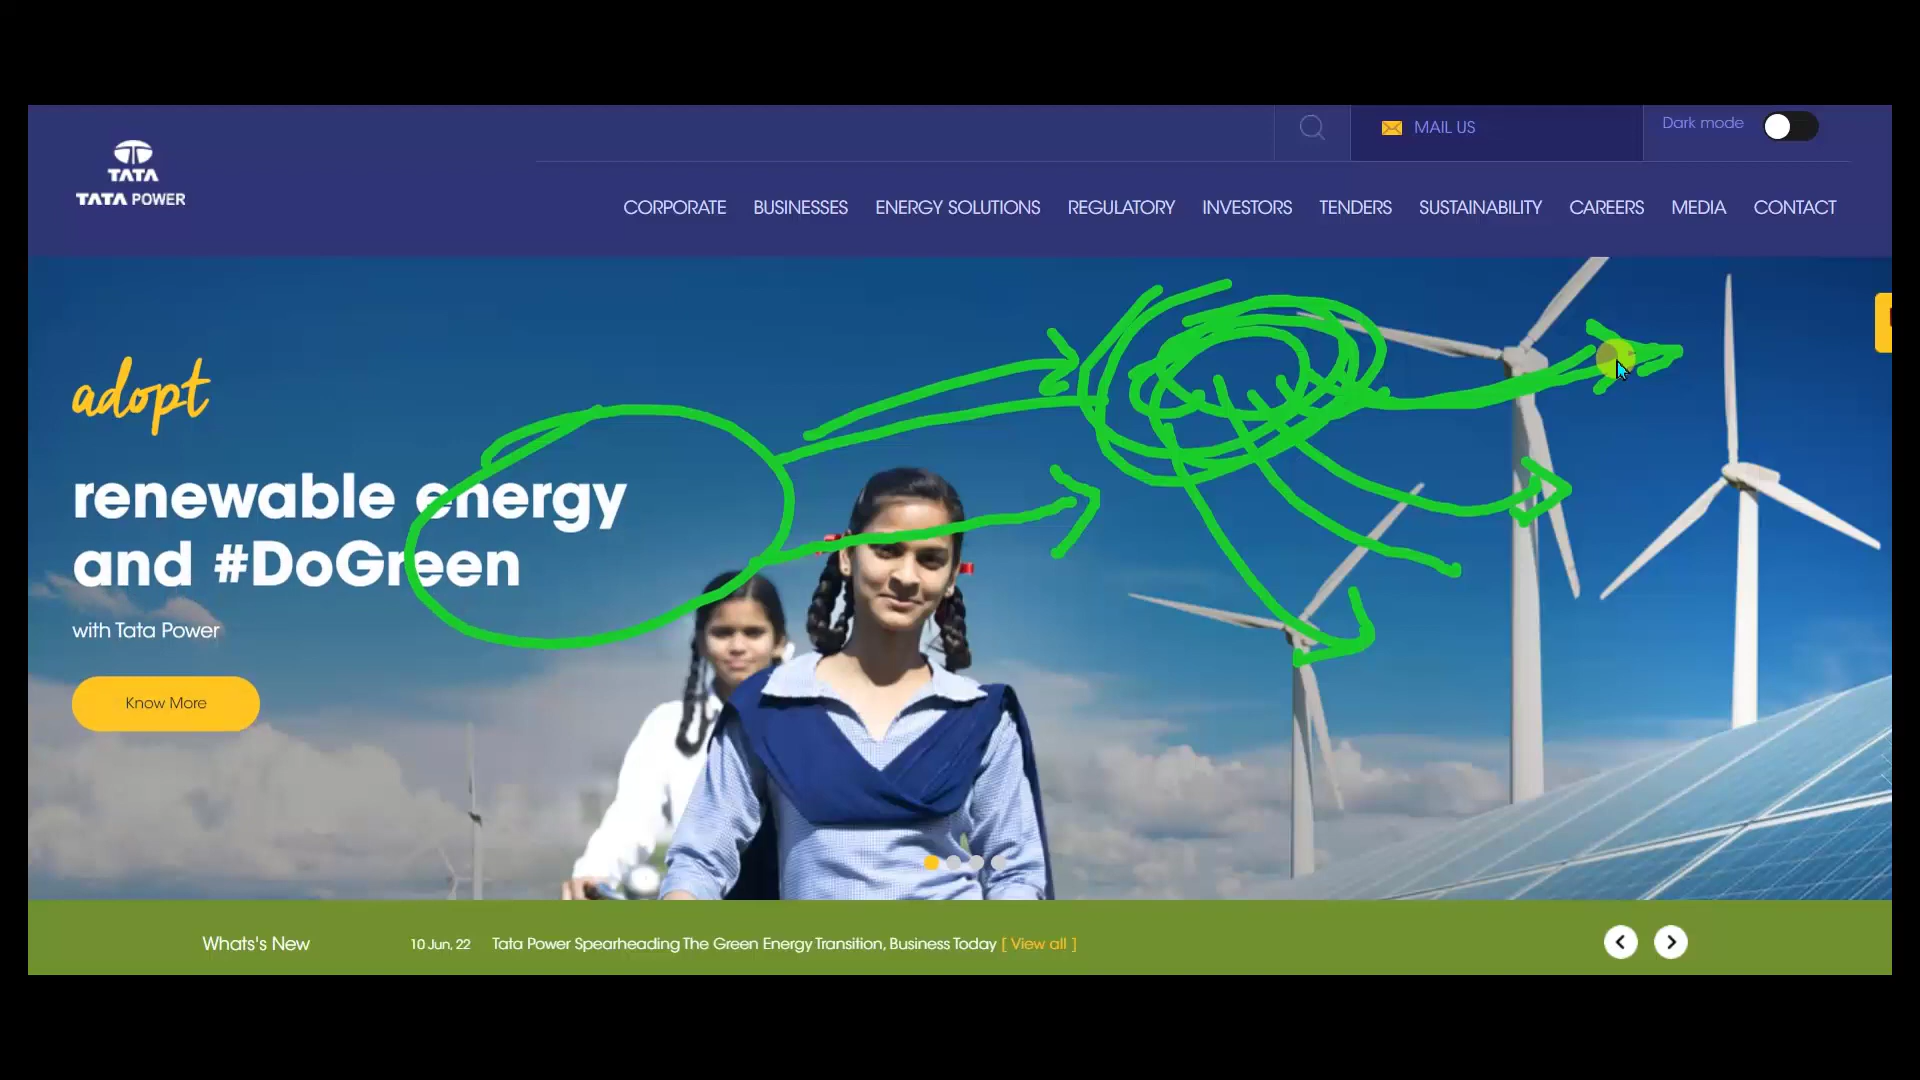 MAIL US
Dark mode
TATA
TATA POWER
CORPORATE BUSINESSES ENERGY SOLUTIONS REGULATORY INVESTORS TENDERS SUSTAINABILITY CAREERS MEDIA CONTACT
adopt
renewable energy
and #DoGreen
with Tata Power
Know More
Whats's New 10 Jun, 22 Tata Power Spearheading The Green Energy Transition, Business Today [ View all ]